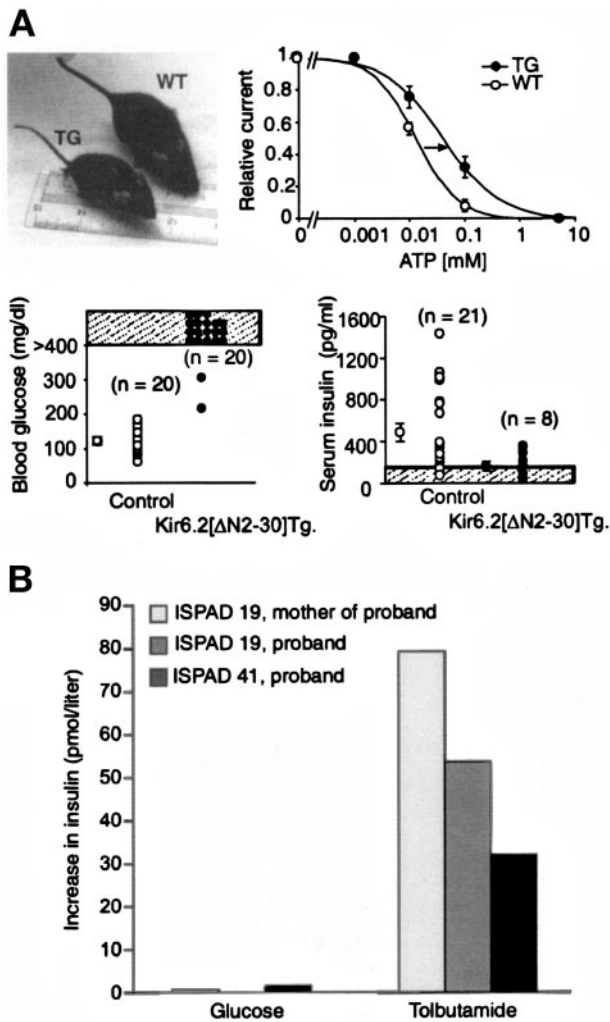 A
WT
TG
Relative current
1.0
0.8
0.6
0.4
0.2
0
TG
WT
0
0.001
0.01
0.1
1
10
ATP [mM]
Blood glucose (mg/dl)
>400
300
200
100
0
(n = 20)
(n = 20)
Control
Kir6.2[ΔN2-30]Tg.
Serum insulin (pg/ml)
1600
1200
800
400
0
(n = 21)
(n = 8)
Control
Kir6.2[ΔN2-30]Tg.
B
Increase in insulin (pmol/liter)
90
80
70
60
50
40
30
20
10
0
ISPAD 19, mother of proband
ISPAD 19, proband
ISPAD 41, proband
Glucose
Tolbutamide